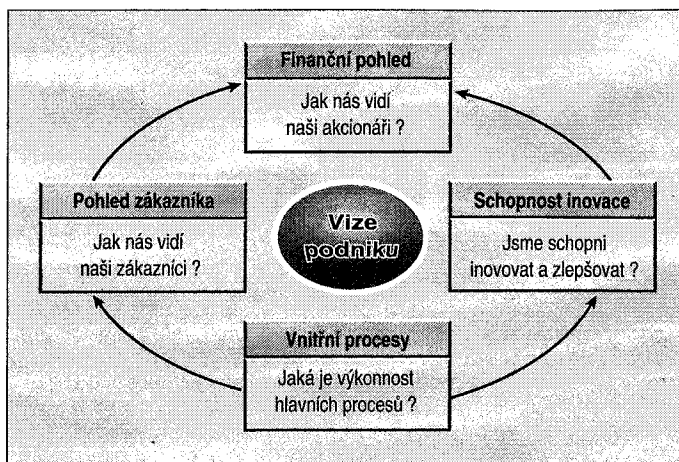 Finanční pohled
Jak nás vidí
naši akcionáři ?
Pohled zákazníka
Jak nás vidí
naši zákazníci ?
Vize
podniku
Schopnost inovace
Jsme schopni
inovovat a zlepšovat ?
Vnitřní procesy
Jaká je výkonnost
hlavních procesů ?